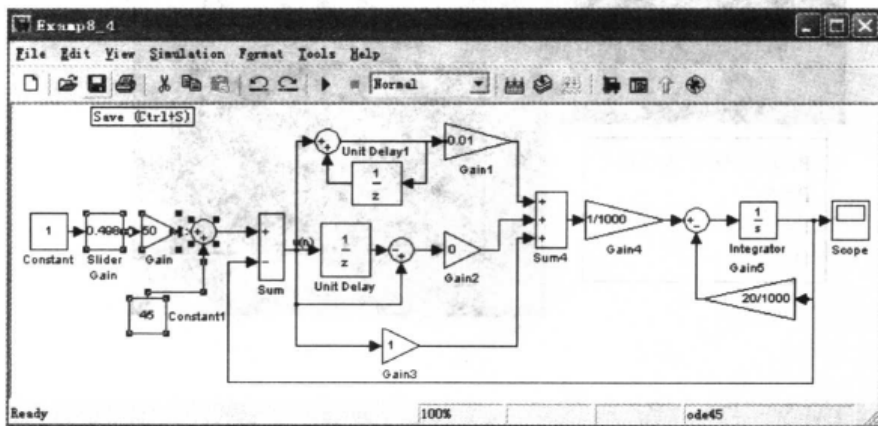 Examp8_4
File Edit View Simulation Format Tools Help
Normal
Save (Ctrl+S)
Unit Delay1
1
z
0.01
Gain1
1
Constant
0.498
Slider
Gain
50
Gain
45
Constant1
Sum
e(n)
1
z
Unit Delay
0
Gain2
1
Gain3
Sum4
1/1000
Gain4
1
s
Integrator
Gain5
20/1000
Scope
Ready
100%
ode45